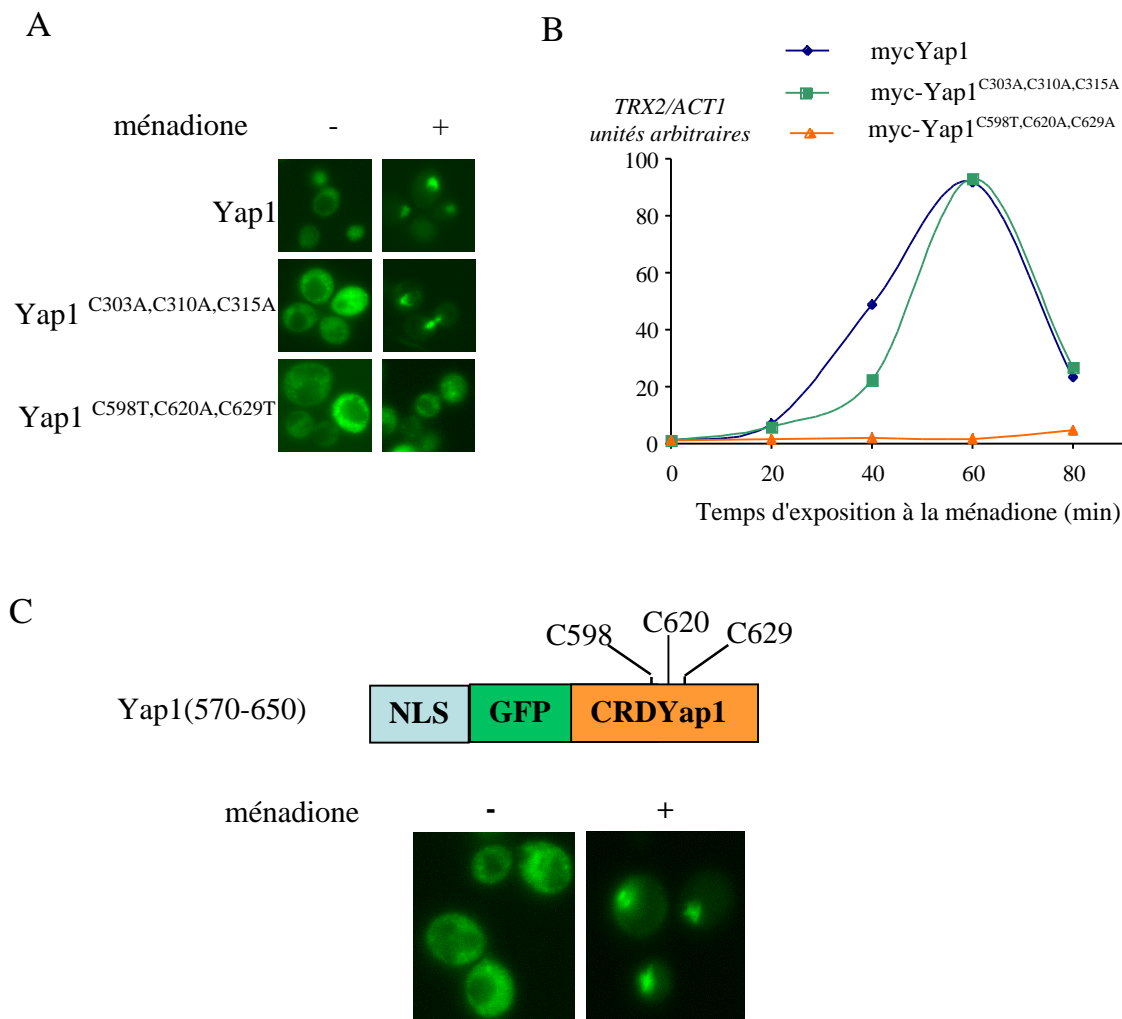 A
ménadione - +
Yap1
Yap1 C303A,C310A,C315A
Yap1 C598T,C620A,C629T
B
mycYap1
myc-Yap1C303A,C310A,C315A
myc-Yap1C598T,C620A,C629A
TRX2/ACT1
unités arbitraires
100
80
60
40
20
0
0 20 40 60 80
Temps d'exposition à la ménadione (min)
C
C598 C620 C629
Yap1(570-650) NLS GFP CRDYap1
ménadione - +